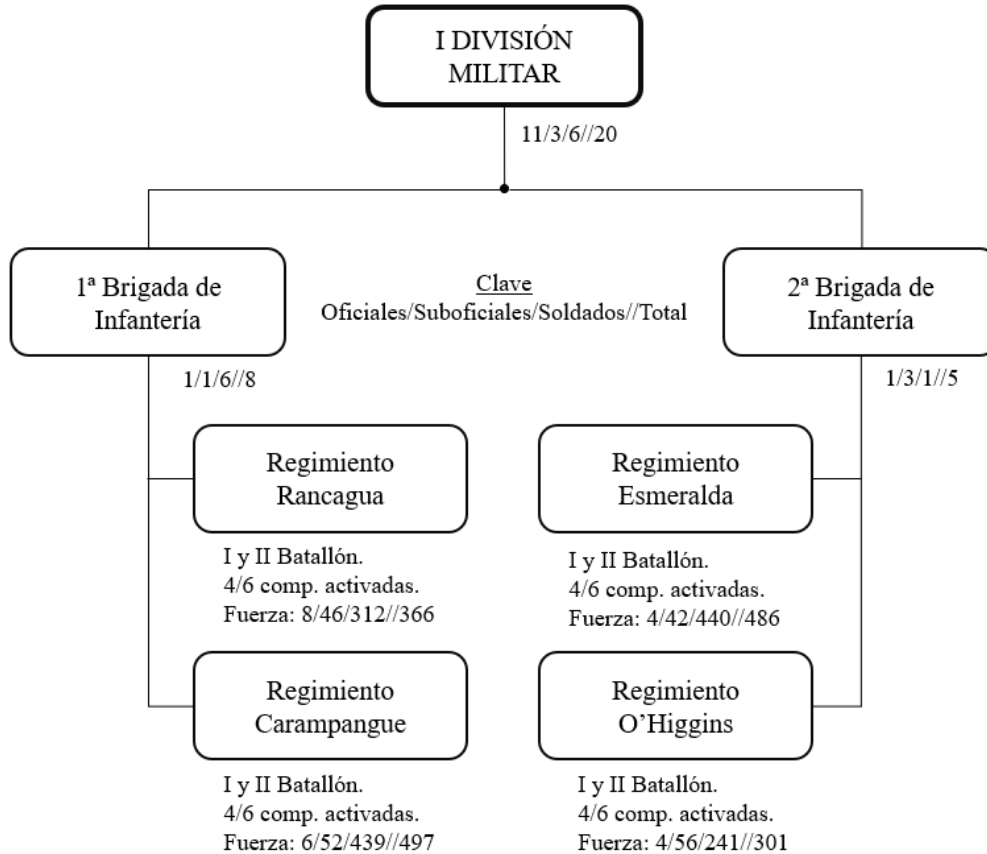 I DIVISIÓN
MILITAR
11/3/6//20
1ª Brigada de
Infantería
Clave
Oficiales/Suboficiales/Soldados//Total
2ª Brigada de
Infantería
1/1/6//8
1/3/1//5
Regimiento
Rancagua
I y II Batallón.
4/6 comp. activadas.
Fuerza: 8/46/312//366
Regimiento
Esmeralda
I y II Batallón.
4/6 comp. activadas.
Fuerza: 4/42/440//486
Regimiento
Carampangue
I y II Batallón.
4/6 comp. activadas.
Fuerza: 6/52/439//497
Regimiento
O’Higgins
I y II Batallón.
4/6 comp. activadas.
Fuerza: 4/56/241//301